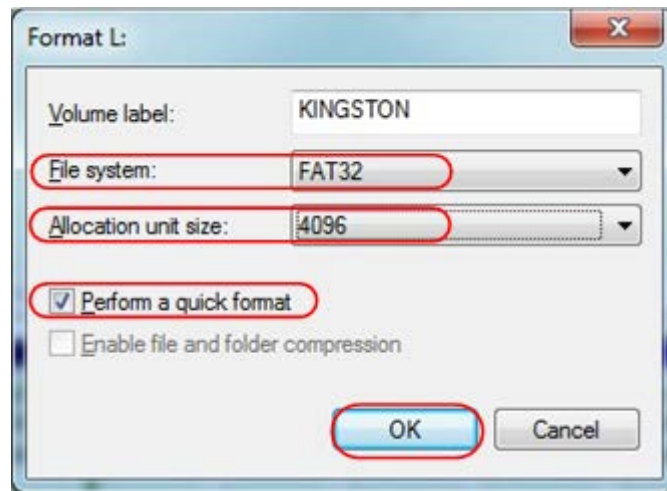 Format L:
Volume label: KINGSTON
File system: FAT32
Allocation unit size: 4096
Perform a quick format
Enable file and folder compression
OK Cancel